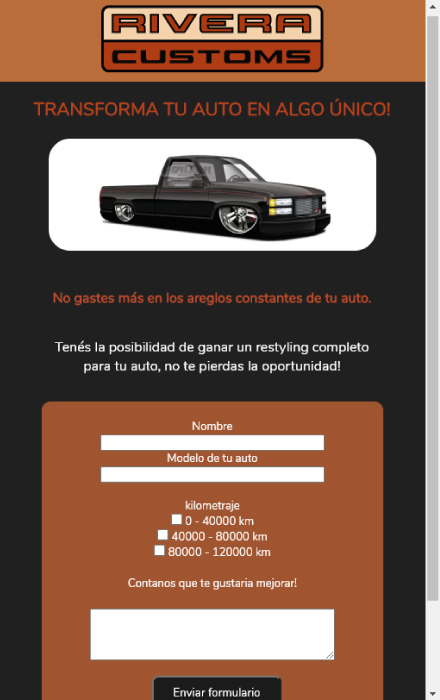 RIVERA
CUSTOMS
TRANSFORMA TU AUTO EN ALGO ÚNICO!
No gastes más en los areglos constantes de tu auto.
Tenés la posibilidad de ganar un restyling completo
para tu auto, no te pierdas la oportunidad!
Nombre
Modelo de tu auto
kilometraje
0 - 40000 km
40000 - 80000 km
80000 - 120000 km
Contanos que te gustaria mejorar!
Enviar formulario